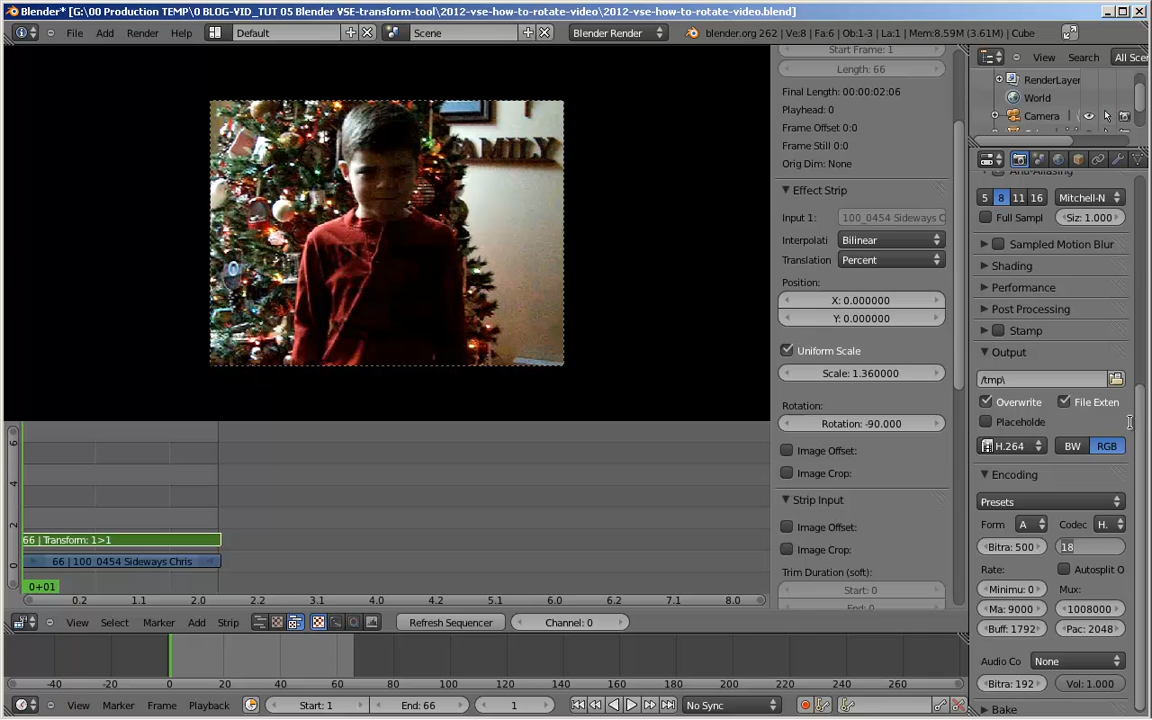 Blender* [G:\00 Production TEMP\0 BLOG-VID_TUT 05 Blender VSE-transform-tool\2012-vse-how-to-rotate-video\2012-vse-how-to-rotate-video.blend]
File Add Render Help Default Scene Blender Render blender.org 262 | Ve:8 | Fa:6 | Ob:1-3 | La:1 | Mem:8.59M (3.61M) | Cube
Start Frame: 1
Length: 66
Final Length: 00:00:02:06
Playhead: 0
Frame Offset 0:0
Frame Still 0:0
Orig Dim: None
Effect Strip
Input 1: 100_0454 Sideways C
Interpolati Bilinear
Translation Percent
Position:
X: 0.000000
Y: 0.000000
Uniform Scale
Scale: 1.360000
Rotation:
Rotation: -90.000
Image Offset:
Image Crop:
Strip Input
Image Offset:
Image Crop:
Trim Duration (soft):
Start: 0
End: 0
View Search All Sce
RenderLayer
World
Camera
Anti-Aliasing
5 8 11 16 Mitchell-N
Full Sampl Siz: 1.000
Sampled Motion Blur
Shading
Performance
Post Processing
Stamp
Output
/tmp\
Overwrite File Exten
Placeholde
H.264 BW RGB
Encoding
Presets
Form A Codec H.
Bitra: 500 18
Rate: Autosplit O
Minimu: 0 Mux:
Ma: 9000 1008000
Buff: 1792 Pac: 2048
Audio Co None
Bitra: 192 Vol: 1.000
Bake
FAMILY
6
4
2
0
66 | Transform: 1>1
66 | 100_0454 Sideways Chris
0+01
0.2 1.1 2.0 2.2 3.2 4.0 4.2 5.1 6.0 6.2 7.1 8.0
View Select Marker Add Strip Refresh Sequencer Channel: 0
-40 -20 0 20 40 60 80 100 120 140 160 180 200 220 240 260
View Marker Frame Playback Start: 1 End: 66 1 No Sync